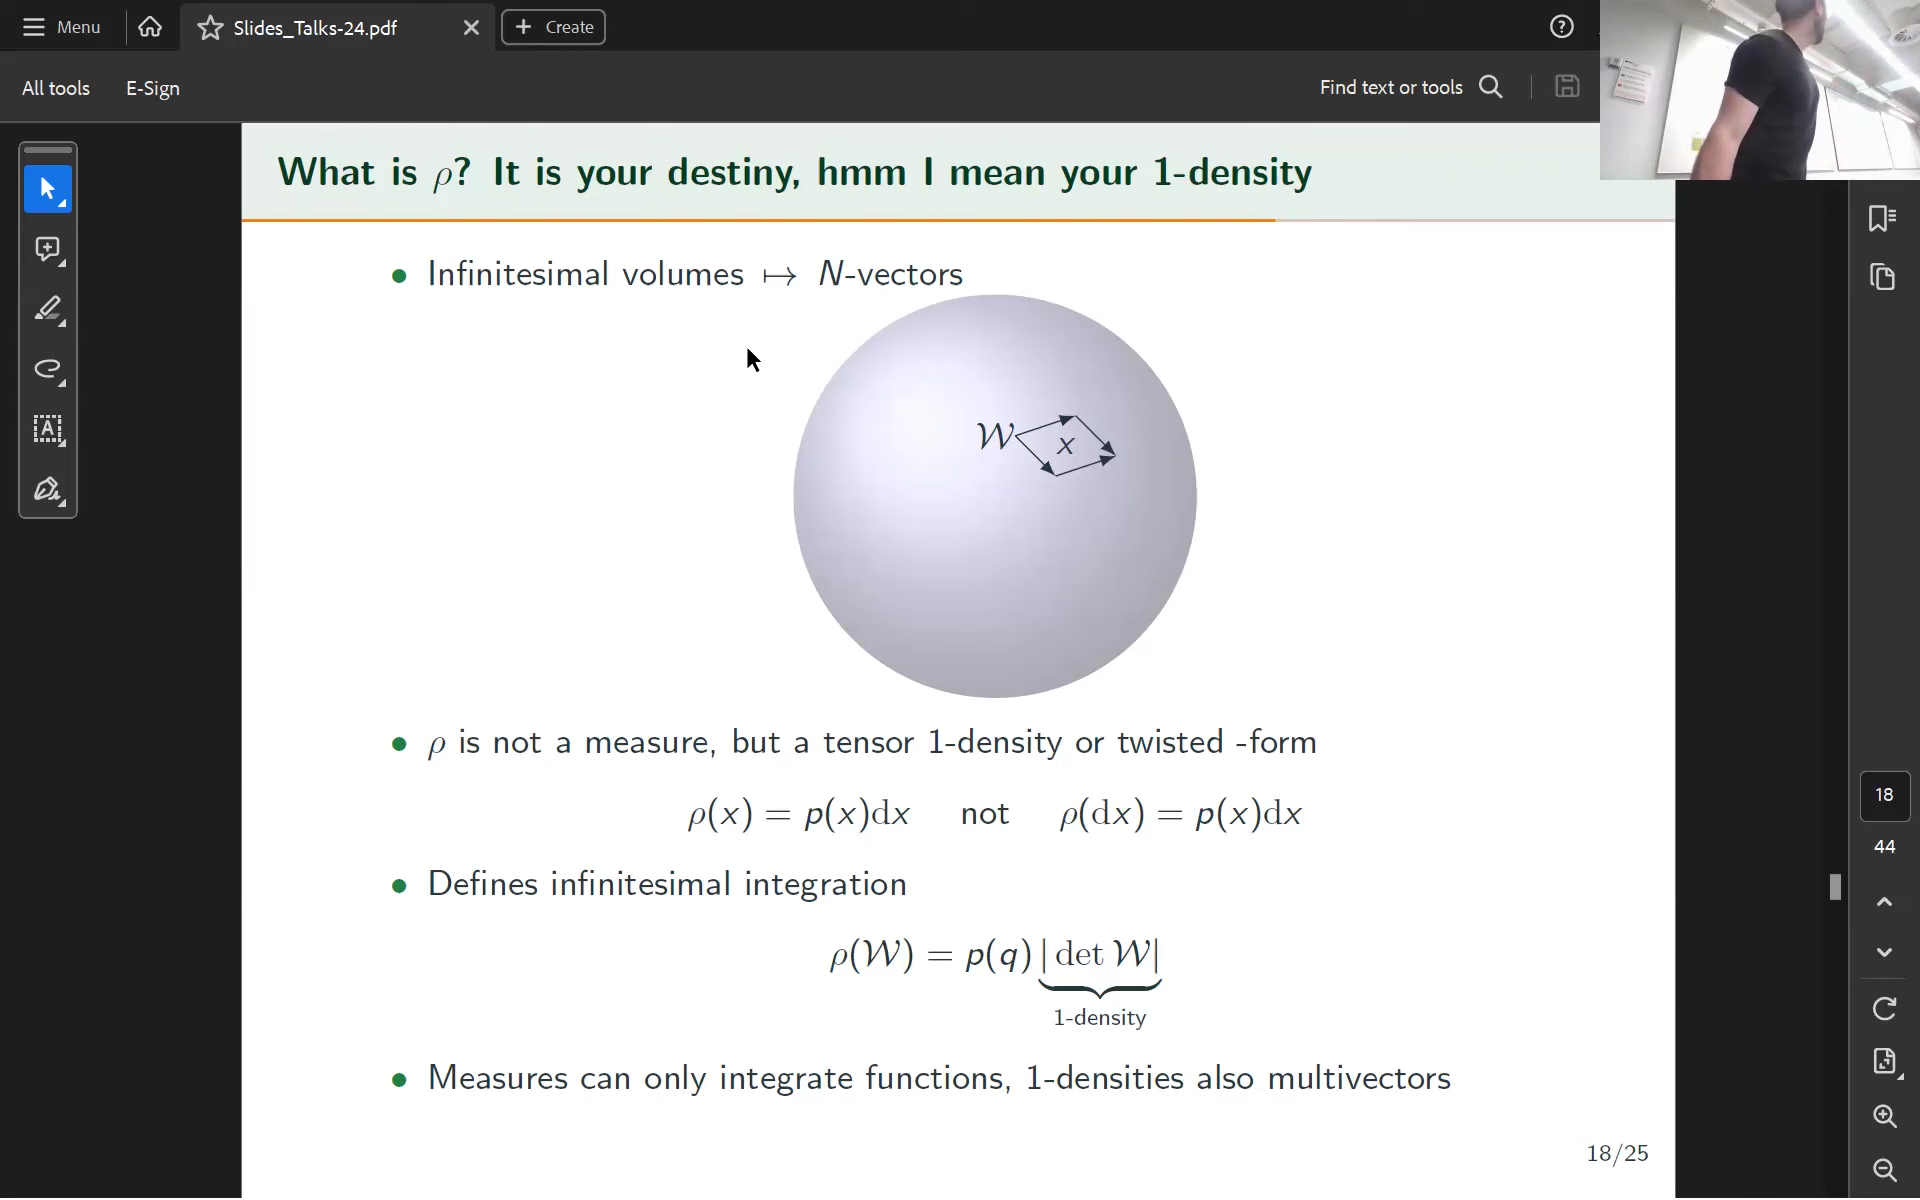 Menu
Slides_Talks-24.pdf
Create
All tools
E-Sign
Find text or tools
What is ρ? It is your destiny, hmm I mean your 1-density
• Infinitesimal volumes ↦ N-vectors
𝒲
x
• ρ is not a measure, but a tensor 1-density or twisted -form
ρ(x) = p(x)dx not ρ(dx) = p(x)dx
• Defines infinitesimal integration
ρ(𝒲) = p(q)|det 𝒲|
1-density
• Measures can only integrate functions, 1-densities also multivectors
18/25
18
44